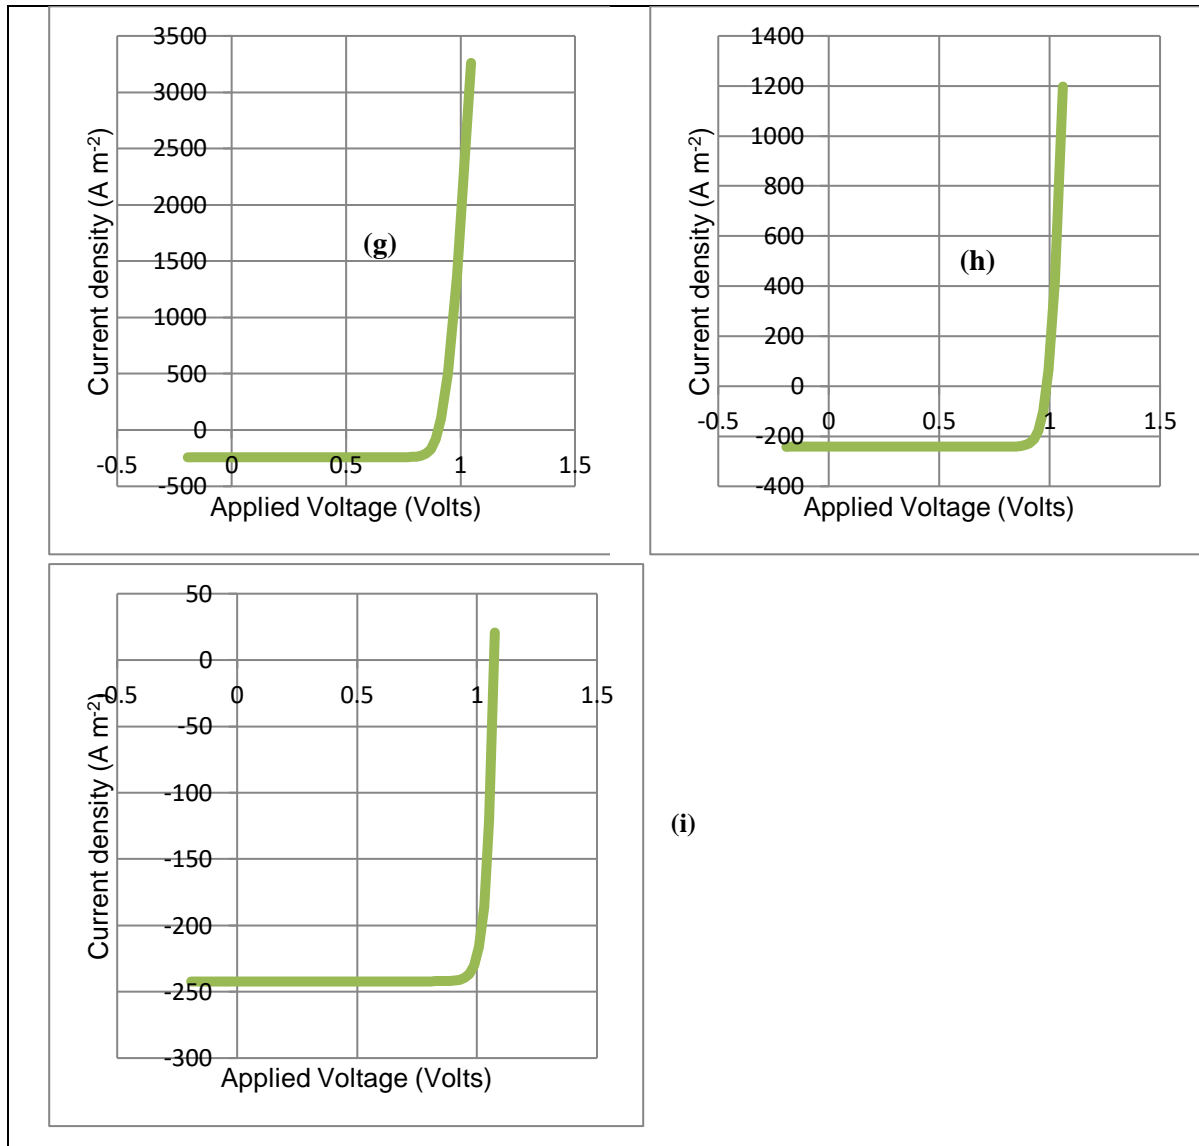 3500
3000
2500
2000
1500
1000
500
0
-500
-0.5 0 0.5 1 1.5
Current density (A m-2)
Applied Voltage (Volts)
(g)
1400
1200
1000
800
600
400
200
0
-200
-400
-0.5 0 0.5 1 1.5
Current density (A m-2)
Applied Voltage (Volts)
(h)
50
0
-50
-100
-150
-200
-250
-300
-0.5 0 0.5 1 1.5
Current density (A m-2)
Applied Voltage (Volts)
(i)